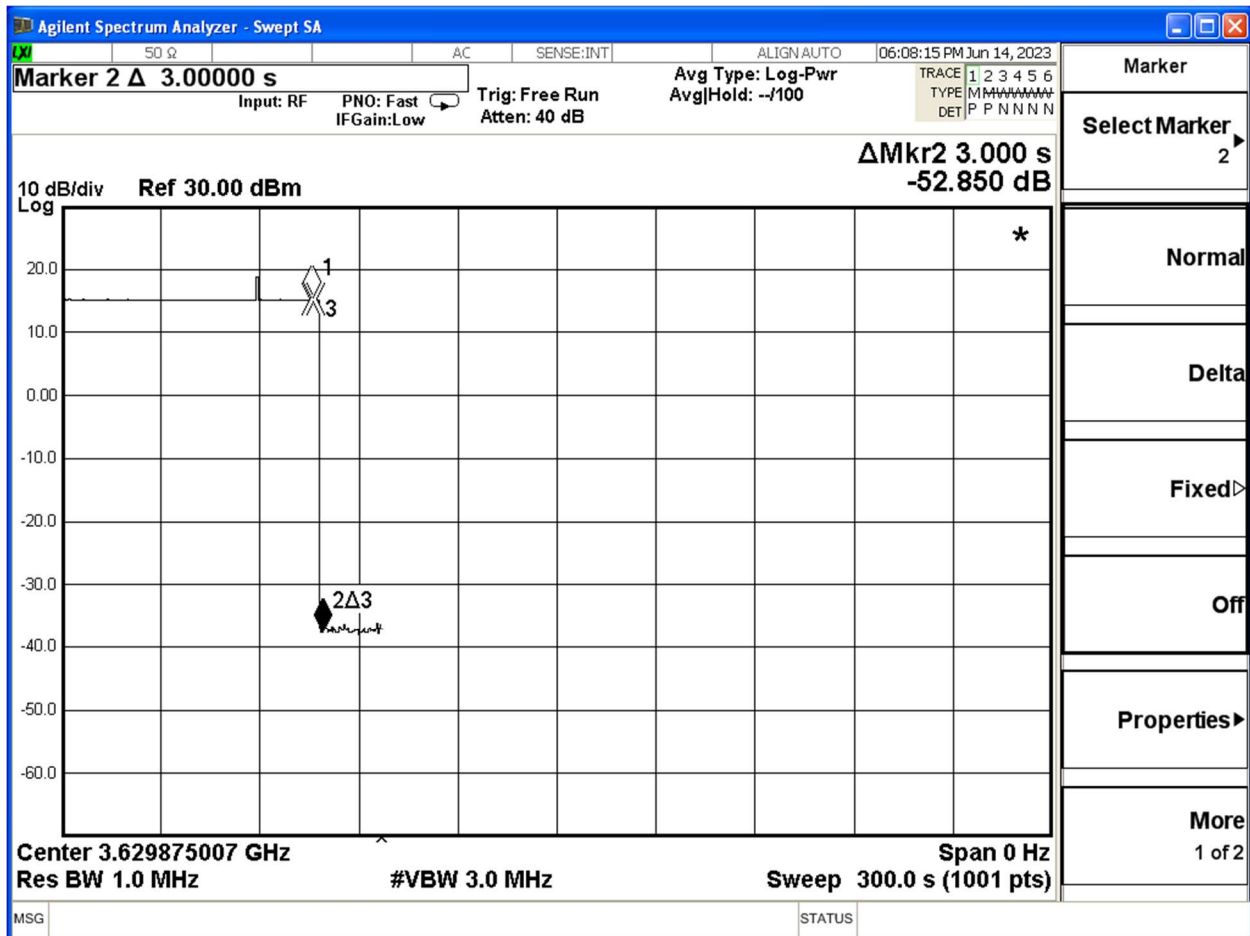 Agilent Spectrum Analyzer - Swept SA
LXI 50 Ω AC SENSE:INT ALIGN AUTO 06:08:15 PM Jun 14, 2023
Marker 2 Δ 3.00000 s
Input: RF PNO: Fast IFGain:Low
Trig: Free Run
Atten: 40 dB
Avg Type: Log-Pwr
Avg|Hold: --/100
TRACE 1 2 3 4 5 6
TYPE M M W W W W
DET P P N N N N
ΔMkr2 3.000 s
-52.850 dB
10 dB/div Ref 30.00 dBm
Log
20.0
10.0
0.00
-10.0
-20.0
-30.0
-40.0
-50.0
-60.0
*
1
3
2Δ3
Center 3.629875007 GHz Span 0 Hz
Res BW 1.0 MHz #VBW 3.0 MHz Sweep 300.0 s (1001 pts)
MSG STATUS
Marker
Select Marker
2
Normal
Delta
Fixed
Off
Properties
More
1 of 2